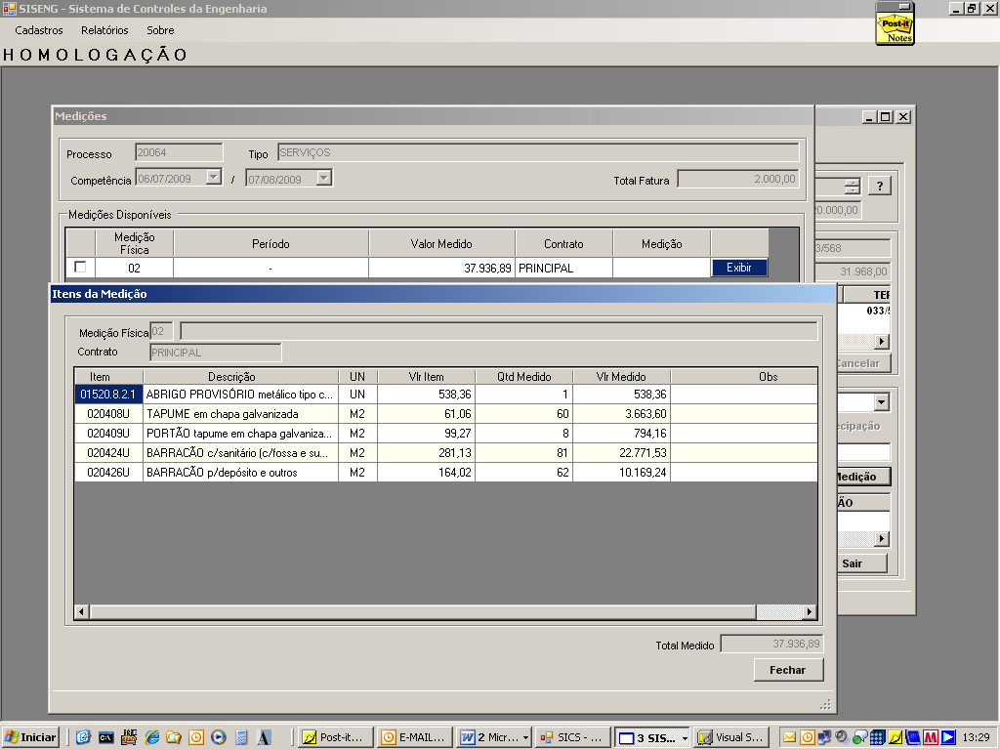 SISENG - Sistema de Controles da Engenharia
Cadastros Relatórios Sobre
Post-it
Notes
HOMOLOGAÇÃO
Medições
Processo 20064 Tipo SERVIÇOS
Competência 06/07/2009 / 07/08/2009 Total Fatura 2.000,00
?
0.000,00
Medições Disponíveis
Medição Física Período Valor Medido Contrato Medição
02 - 37.936,89 PRINCIPAL Exibir
3/568
31.968,00
Itens da Medição
TER
033/5
Medição Física 02
Contrato PRINCIPAL
Cancelar
Item Descrição UN Vlr Item Qtd Medido Vlr Medido Obs
01520.8.2.1 ABRIGO PROVISÓRIO metálico tipo c... UN 538,36 1 538,36
020408U TAPUME em chapa galvanizada M2 61,06 60 3.663,60
020409U PORTÃO tapume em chapa galvaniza... M2 99,27 8 794,16
020424U BARRACÃO c/sanitário (c/fossa e su... M2 281,13 81 22.771,53
020426U BARRACÃO p/depósito e outros M2 164,02 62 10.169,24
ecipação
Medição
ÃO
Sair
Total Medido 37.936,89
Fechar
Iniciar Post-it... E-MAIL... 2 Micr... SICS - ... 3 SIS... Visual S... 13:29